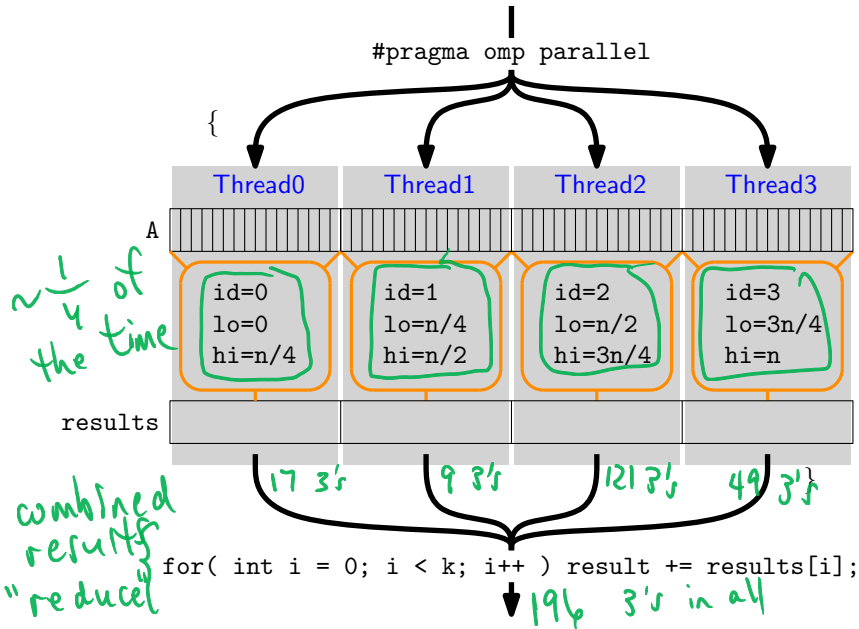 #pragma omp parallel
{
Thread0 Thread1 Thread2 Thread3
A
~ 1/4 of
the time
id=0
lo=0
hi=n/4
id=1
lo=n/4
hi=n/2
id=2
lo=n/2
hi=3n/4
id=3
lo=3n/4
hi=n
results
17 3's 9 3's 121 3's 49 3's
}
combined
results
"reduce"
for( int i = 0; i < k; i++ ) result += results[i];
196 3's in all